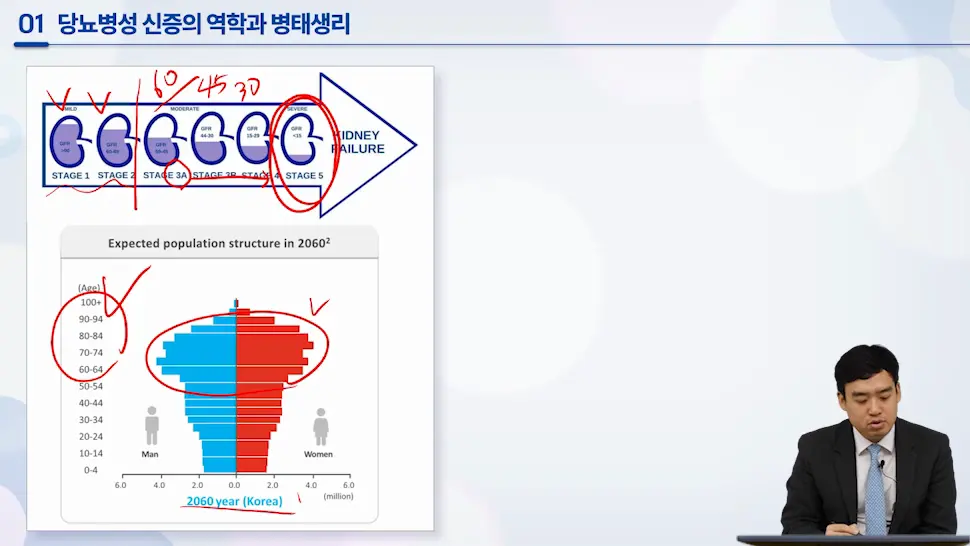 01 당뇨병성 신증의 역학과 병태생리
60 45 30
MILD MODERATE SEVERE
GFR >90 GFR 60-89 GFR 59-45 GFR 44-30 GFR 15-29 GFR <15
KIDNEY FAILURE
STAGE 1 STAGE 2 STAGE 3A STAGE 3B STAGE 4 STAGE 5
Expected population structure in 2060²
(Age)
100+
90-94
80-84
70-74
60-64
50-54
40-44
30-34
20-24
10-14
0-4
Man Women
6.0 4.0 2.0 0.0 2.0 4.0 6.0
(million)
2060 year (Korea)